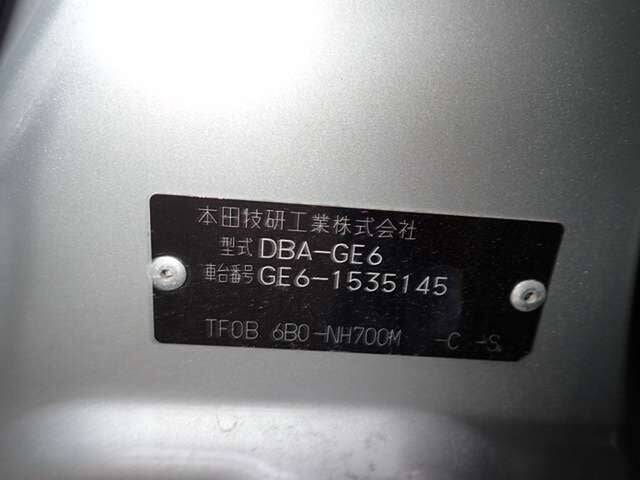 本田技研工業株式会社
型式 DBA-GE6
車台番号 GE6-1535145
TF0B 6B0-NH700M -C -S